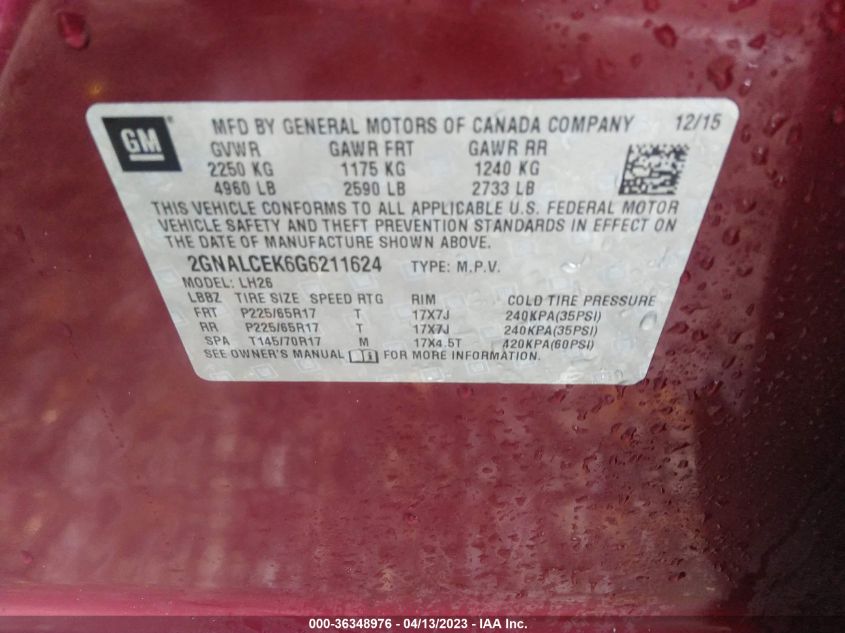 GM
MFD BY GENERAL MOTORS OF CANADA COMPANY 12/15
GVWR GAWR FRT GAWR RR
2250 KG 1175 KG 1240 KG
4960 LB 2590 LB 2733 LB
THIS VEHICLE CONFORMS TO ALL APPLICABLE U.S. FEDERAL MOTOR
VEHICLE SAFETY AND THEFT PREVENTION STANDARDS IN EFFECT ON
THE DATE OF MANUFACTURE SHOWN ABOVE.
2GNALCEK6G6211624 TYPE: M.P.V.
MODEL: LH26
LBBZ TIRE SIZE SPEED RTG RIM COLD TIRE PRESSURE
FRT P225/65R17 T 17X7J 240KPA(35PSI)
RR P225/65R17 T 17X7J 240KPA(35PSI)
SPA T145/70R17 M 17X4.5T 420KPA(60PSI)
SEE OWNER'S MANUAL FOR MORE INFORMATION.
000-36348976 - 04/13/2023 - IAA Inc.